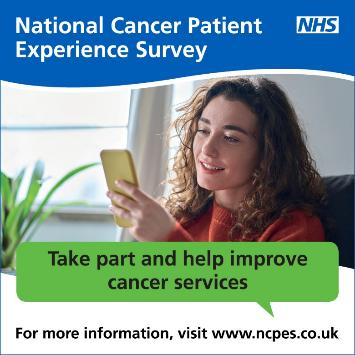 National Cancer Patient
Experience Survey
NHS
Take part and help improve
cancer services
For more information, visit www.ncpes.co.uk